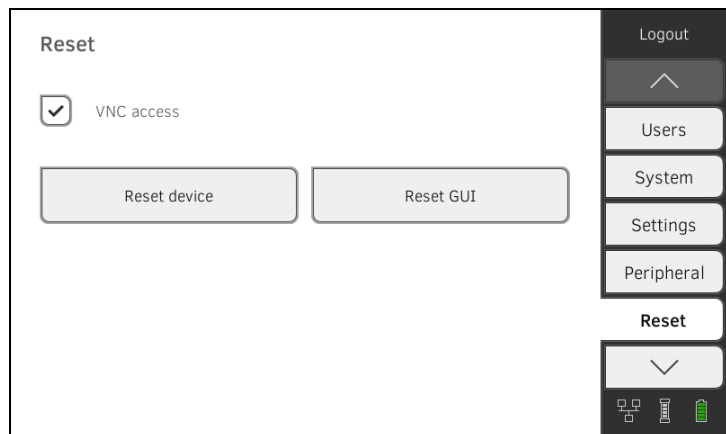 Reset
VNC access
Reset device
Reset GUI
Logout
Users
System
Settings
Peripheral
Reset